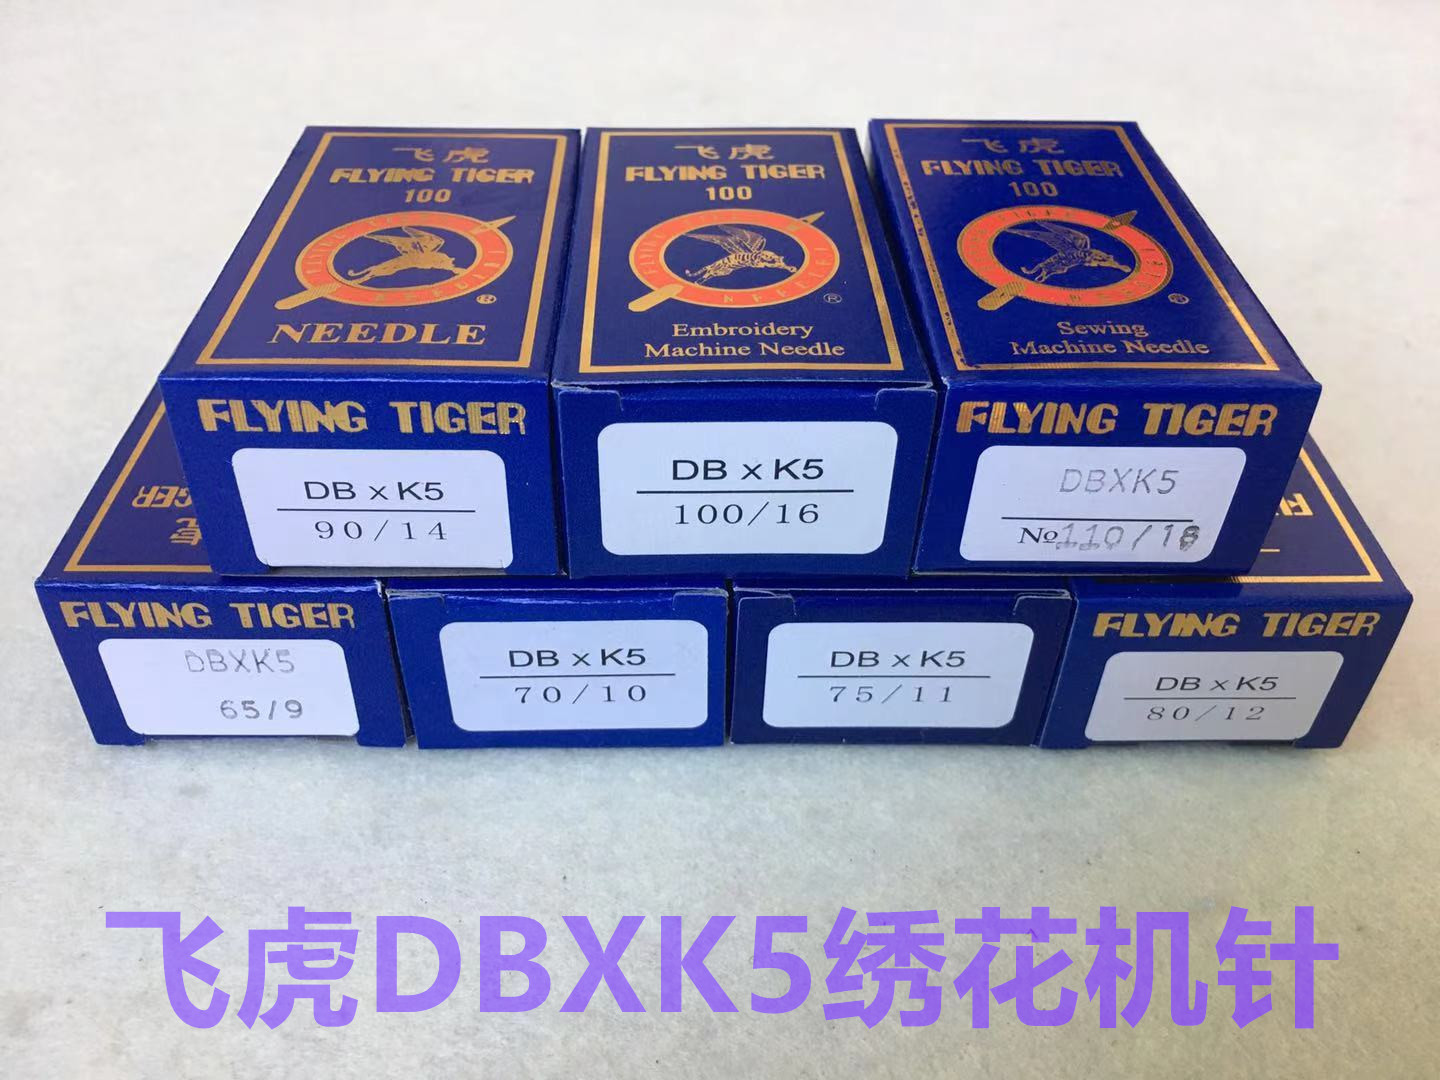 飞虎
FLYING TIGER
100
NEEDLE
飞虎
FLYING TIGER
100
Embroidery
Machine Needle
飞虎
FLYING TIGER
100
Sewing
Machine Needle
FLYING TIGER
DB x K5
90/14
DB x K5
100/16
FLYING TIGER
DBXK5
№110/18
FLYING TIGER
DBXK5
65/9
DB x K5
70/10
DB x K5
75/11
FLYING TIGER
DB x K5
80/12
飞虎DBXK5绣花机针